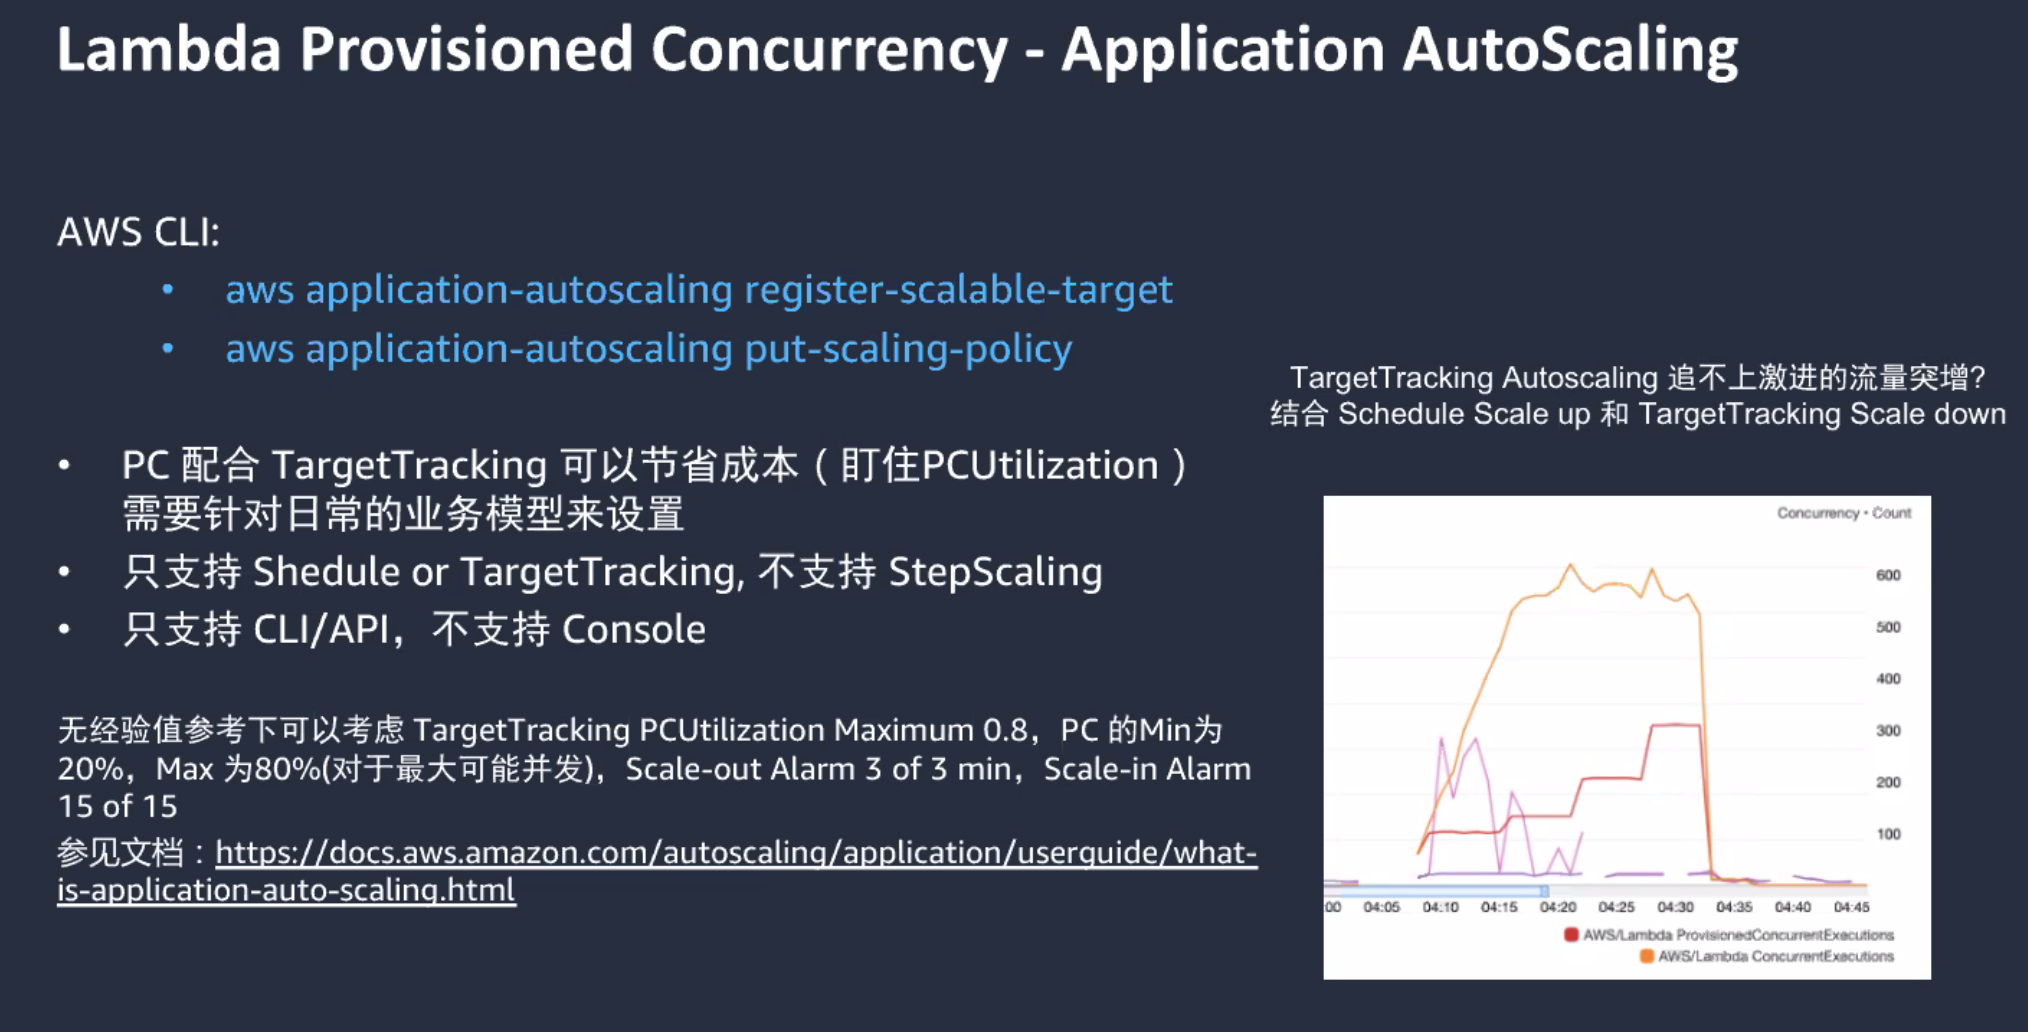 Lambda Provisioned Concurrency - Application AutoScaling
AWS CLI:
• aws application-autoscaling register-scalable-target
• aws application-autoscaling put-scaling-policy
• PC 配合 TargetTracking 可以节省成本（盯住PCUtilization）
需要针对日常的业务模型来设置
• 只支持 Shedule or TargetTracking, 不支持 StepScaling
• 只支持 CLI/API，不支持 Console
无经验值参考下可以考虑 TargetTracking PCUtilization Maximum 0.8，PC 的Min为
20%，Max 为80%(对于最大可能并发)，Scale-out Alarm 3 of 3 min，Scale-in Alarm
15 of 15
参见文档：https://docs.aws.amazon.com/autoscaling/application/userguide/what-
is-application-auto-scaling.html
TargetTracking Autoscaling 追不上激进的流量突增?
结合 Schedule Scale up 和 TargetTracking Scale down
Concurrency • Count
600
500
400
300
200
100
:00 04:05 04:10 04:15 04:20 04:25 04:30 04:35 04:40 04:45
AWS/Lambda ProvisionedConcurrentExecutions
AWS/Lambda ConcurrentExecutions